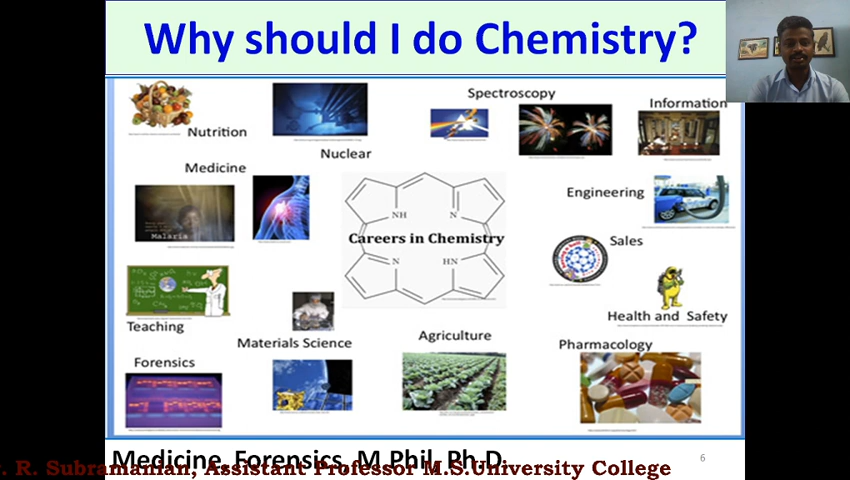 Why should I do Chemistry?
Nutrition
Nuclear
Spectroscopy
Information
Medicine
Malaria
Engineering
NH
N
Careers in Chemistry
N
HN
Sales
Teaching
Health and Safety
Materials Science
Agriculture
Pharmacology
Forensics
Medicine, Forensics, M.Phil, Ph.D
6
. R. Subramanian, Assistant Professor M.S.University College